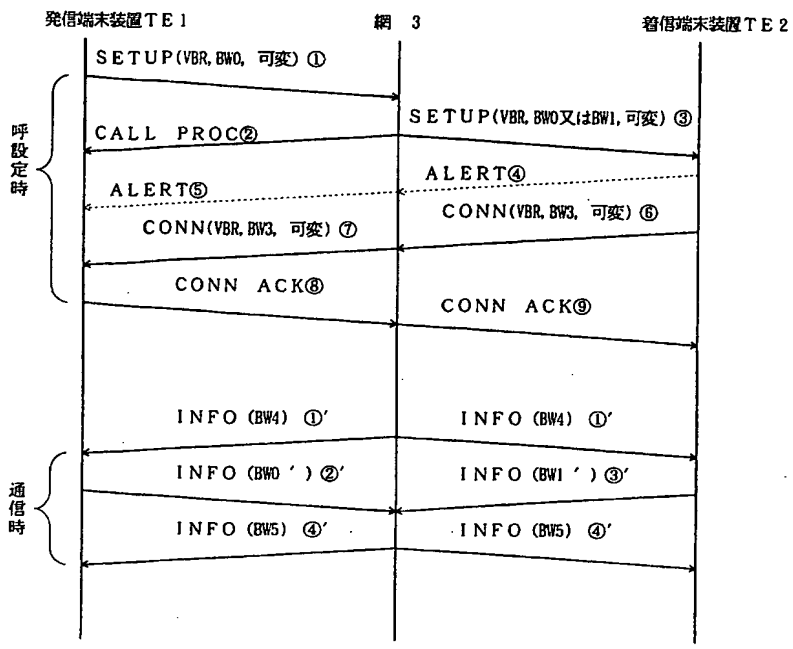 発信端末装置TE1
網 3
着信端末装置TE2
SETUP(VBR, BW0, 可変) ①
SETUP(VBR, BW0又はBW1, 可変) ③
CALL PROC②
ALERT④
ALERT⑤
CONN(VBR, BW3, 可変) ⑥
CONN(VBR, BW3, 可変) ⑦
CONN ACK⑧
CONN ACK⑨
呼設定時
INFO (BW4) ①′
INFO (BW4) ①′
INFO (BW0 ′) ②′
INFO (BW1 ′) ③′
INFO (BW5) ④′
INFO (BW5) ④′
通信時